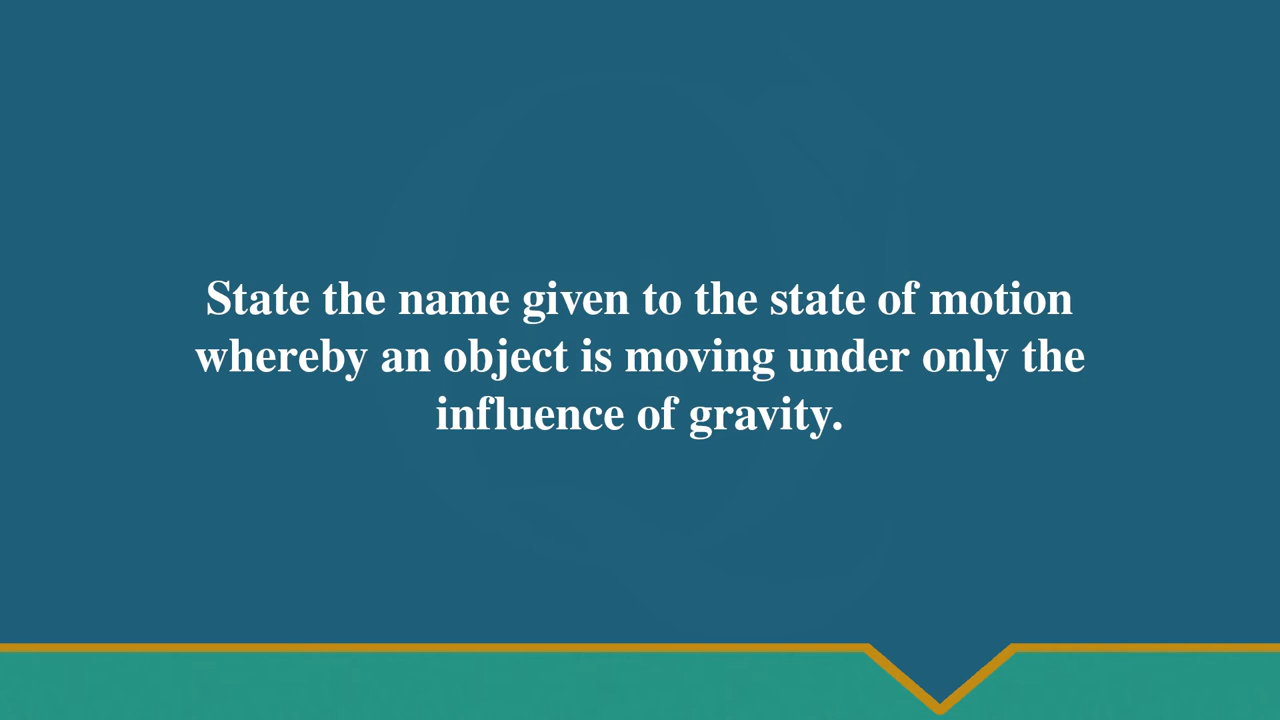 State the name given to the state of motion
whereby an object is moving under only the
influence of gravity.